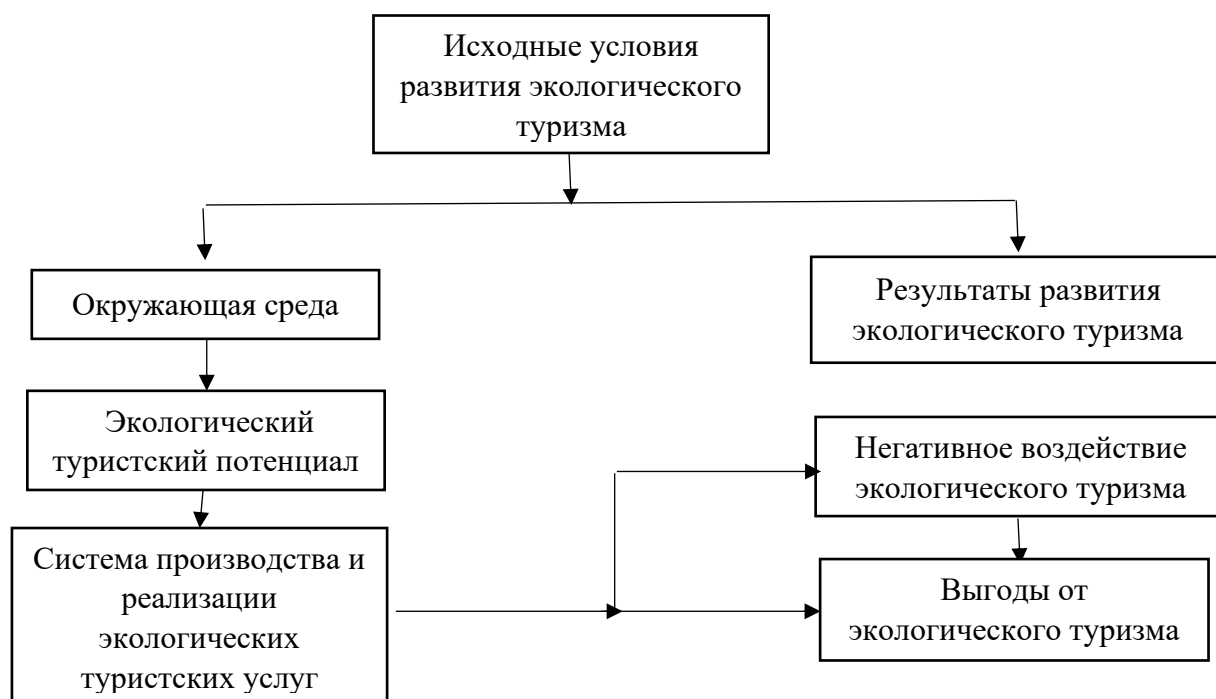 Исходные условия
развития экологического
туризма
Окружающая среда
Результаты развития
экологического туризма
Экологический
туристский потенциал
Негативное воздействие
экологического туризма
Система производства и
реализации
экологических
туристских услуг
Выгоды от
экологического туризма